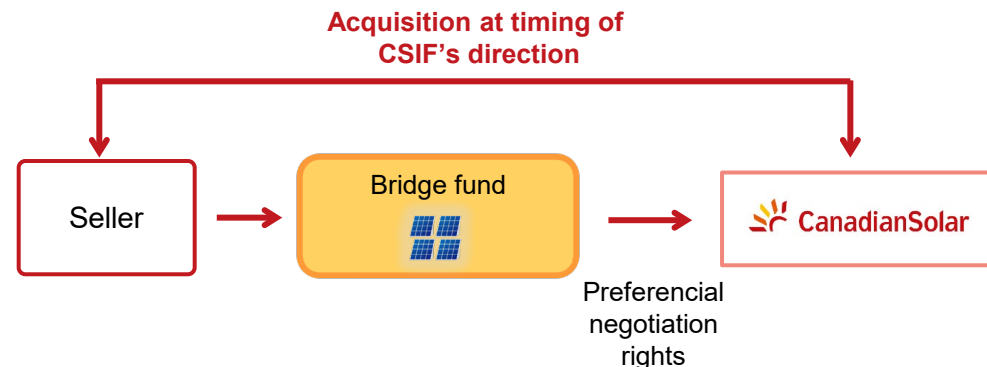 Acquisition at timing of
CSIF's direction
Seller
Bridge fund
CanadianSolar
Preferencial
negotiation
rights